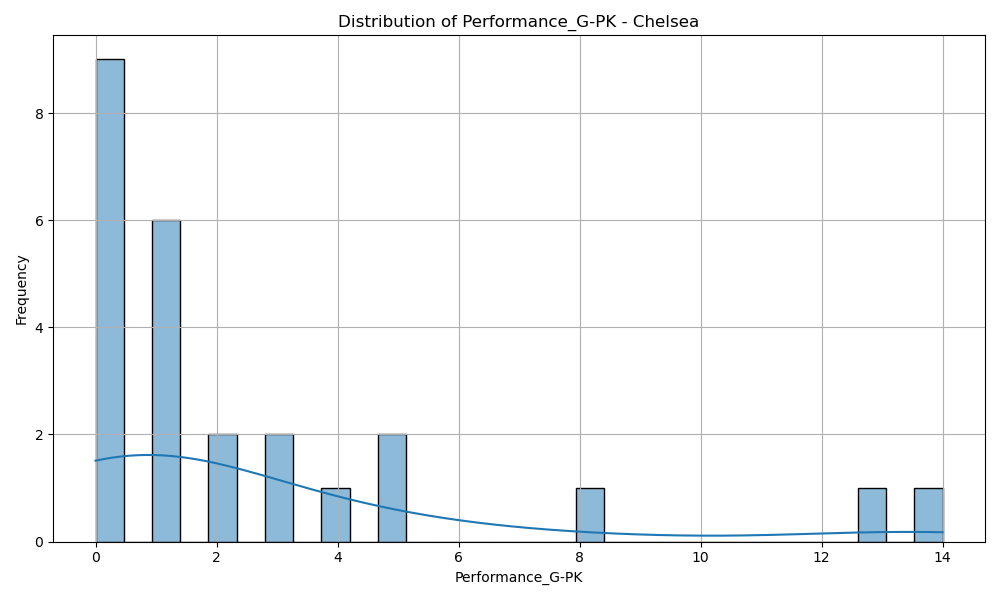 Distribution of Performance_G-PK - Chelsea
Frequency
8
6
4
2
0
0 2 4 6 8 10 12 14
Performance_G-PK